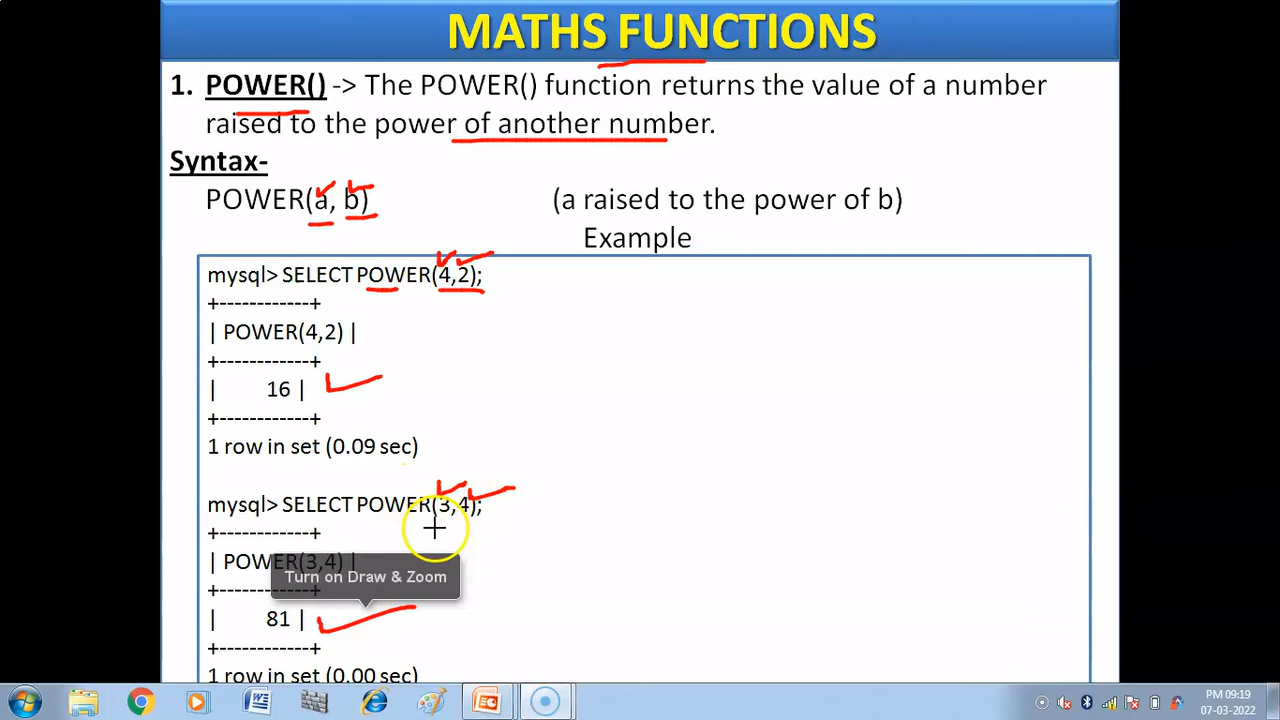 MATHS FUNCTIONS
1. POWER() -> The POWER() function returns the value of a number
raised to the power of another number.
Syntax-
POWER(a, b) (a raised to the power of b)
Example
mysql> SELECT POWER(4,2);
+------------+
| POWER(4,2) |
+------------+
| 16 |
+------------+
1 row in set (0.09 sec)
mysql> SELECT POWER(3,4);
+------------+
| POWER(3,4) |
Turn on Draw & Zoom
+------------+
| 81 |
+------------+
1 row in set (0.00 sec)
PM 09:19
07-03-2022